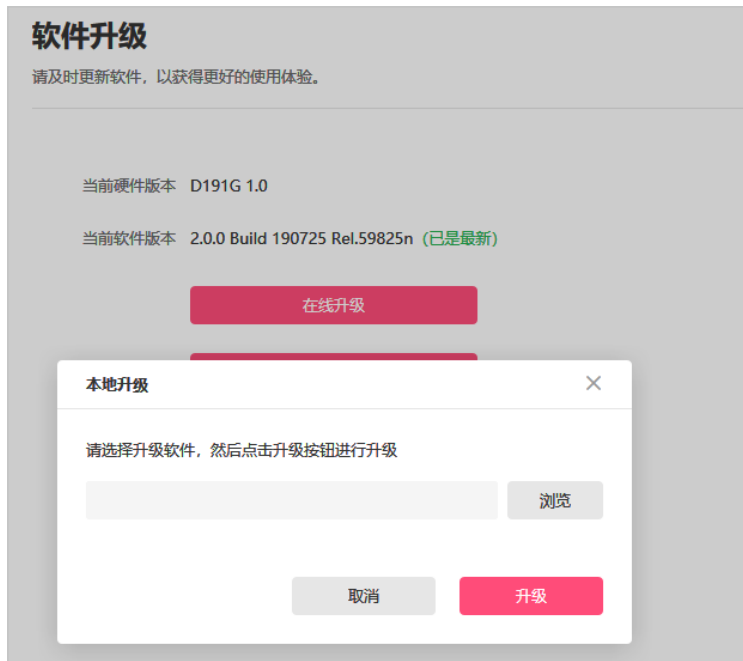 软件升级
请及时更新软件，以获得更好的使用体验。
当前硬件版本 D191G 1.0
当前软件版本 2.0.0 Build 190725 Rel.59825n（已是最新）
在线升级
本地升级
请选择升级软件，然后点击升级按钮进行升级
浏览
取消 升级